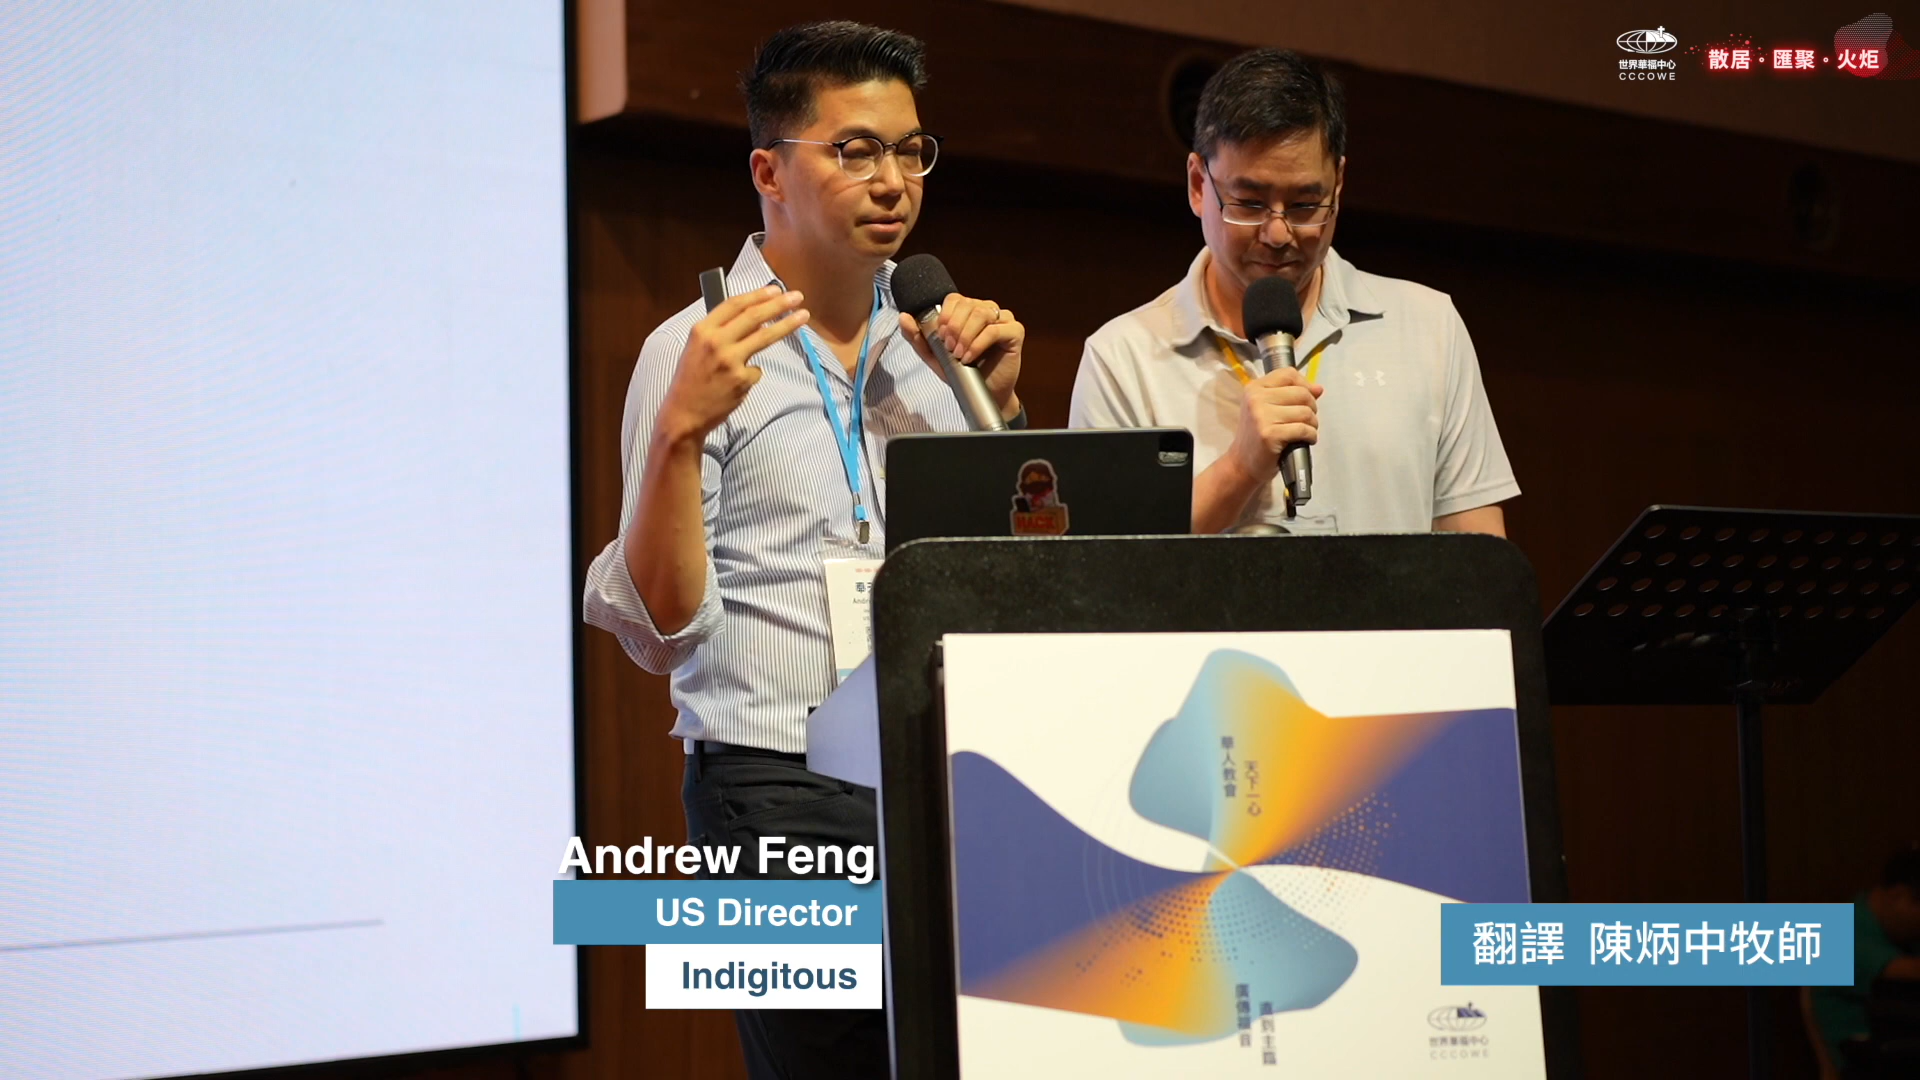 世界華福中心
CCCOWE
散居·匯聚·火炬
HACK
華人教會
天下一心
廣傳福音
直到主臨
世界華福中心
CCCOWE
Andrew Feng
US Director
Indigitous
翻譯 陳炳中牧師